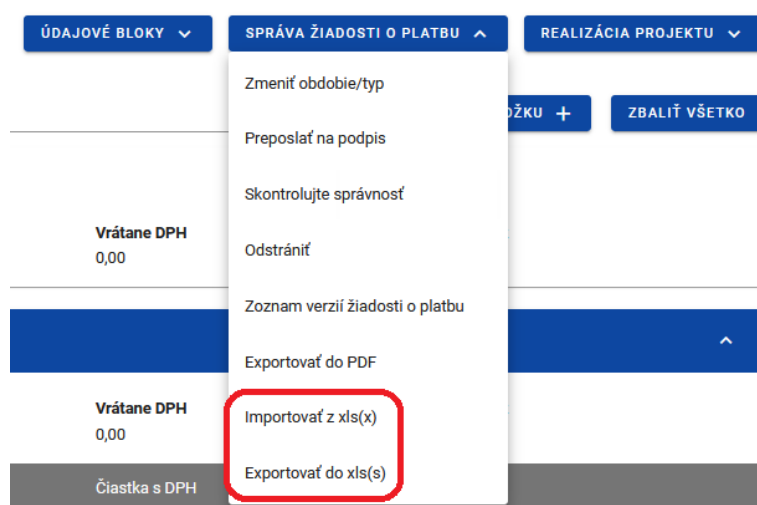 ÚDAJOVÉ BLOKY
SPRÁVA ŽIADOSTI O PLATBU
REALIZÁCIA PROJEKTU
Zmeniť obdobie/typ
ŽKU +
ZBALIŤ VŠETKO
Preposlať na podpis
Skontrolujte správnosť
Vrátane DPH
0,00
Odstrániť
Zoznam verzií žiadosti o platbu
Exportovať do PDF
Vrátane DPH
0,00
Importovať z xls(x)
Exportovať do xls(s)
Čiastka s DPH